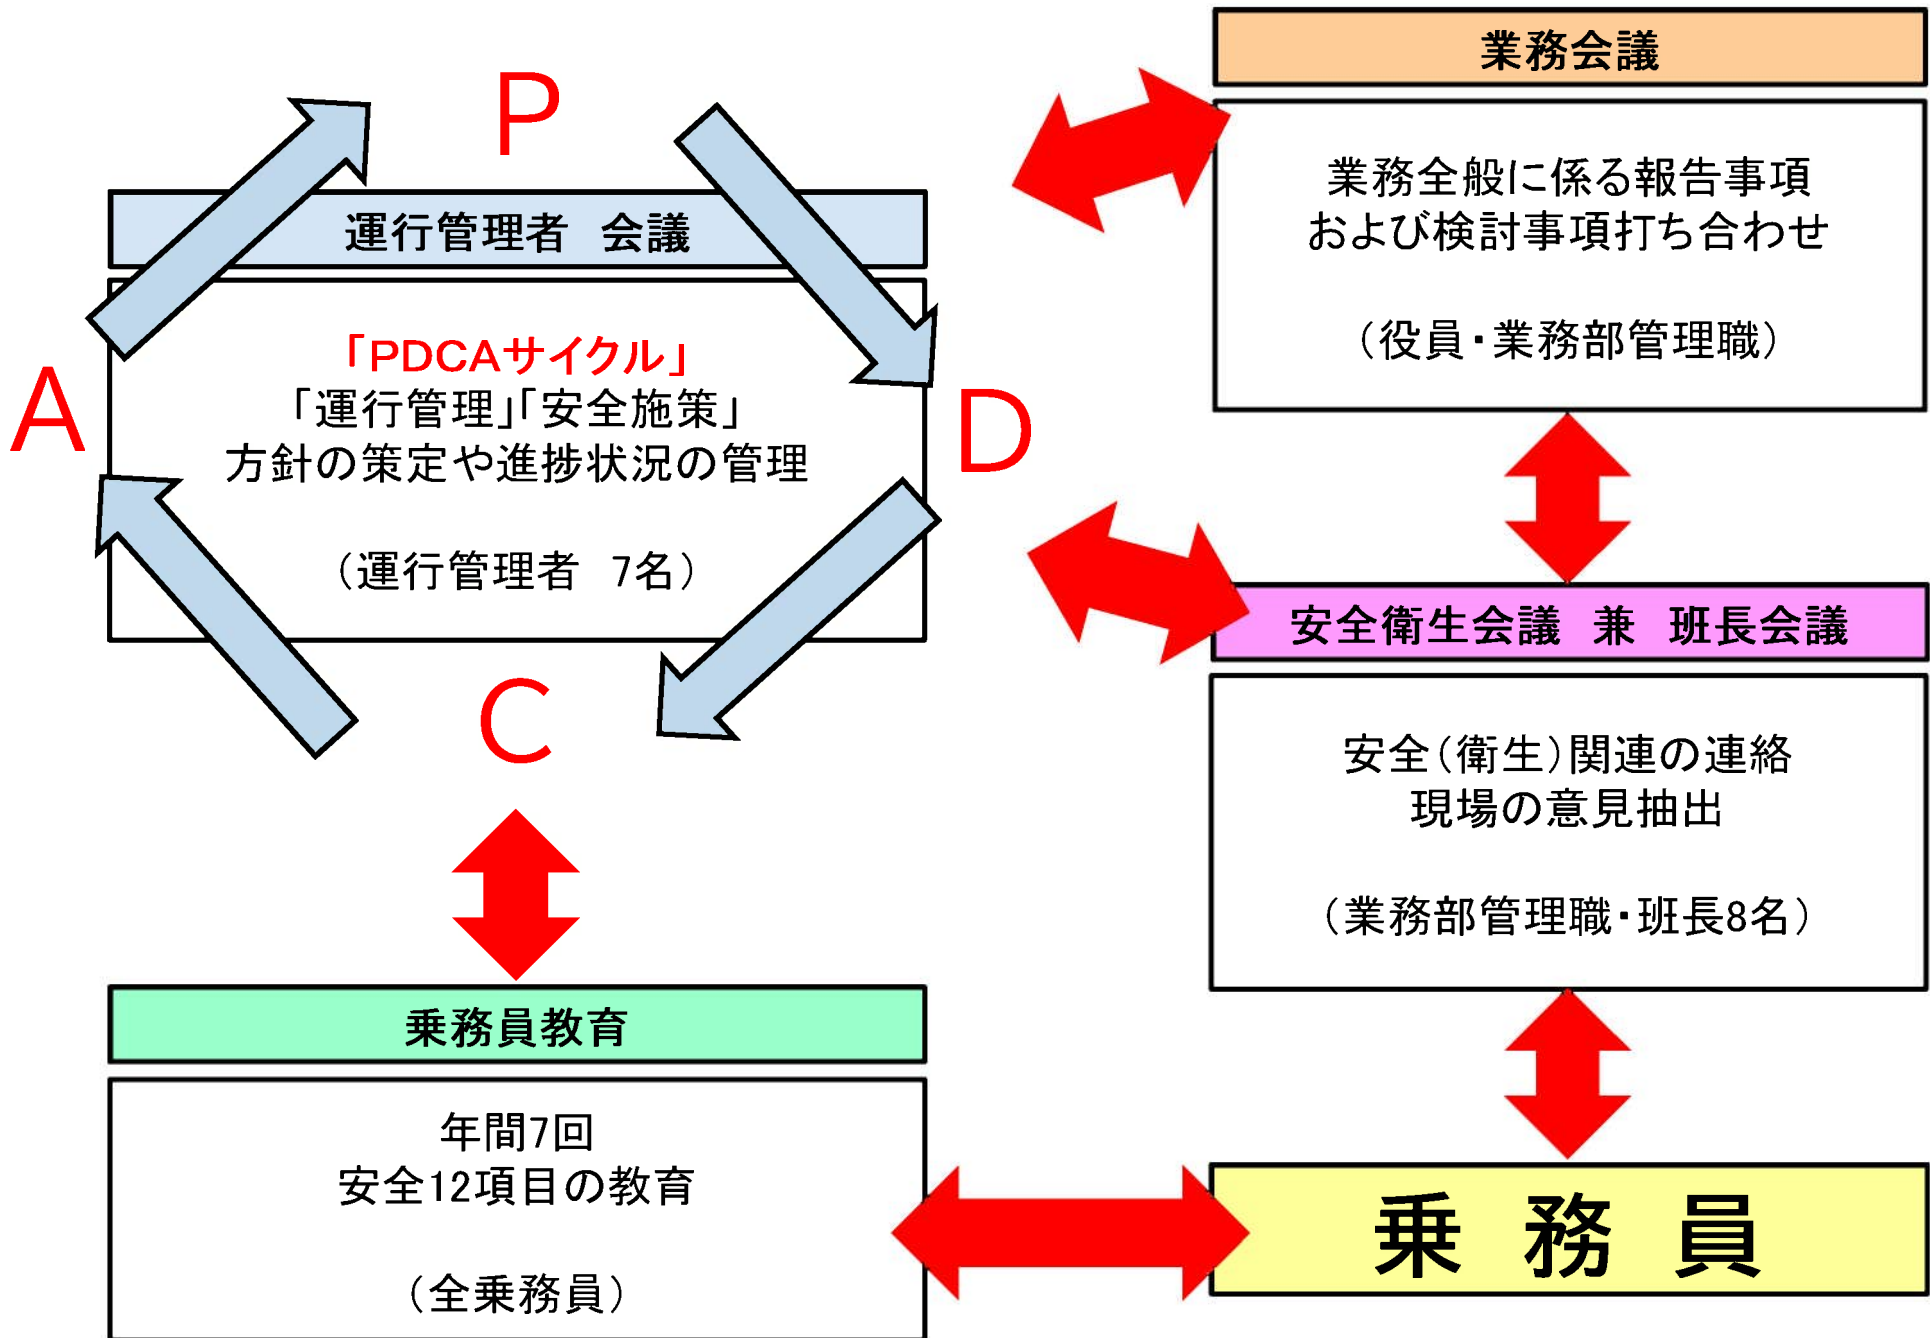 P
運行管理者　会議
「PDCAサイクル」
「運行管理」「安全施策」
方針の策定や進捗状況の管理
（運行管理者　7名）
A
D
C
業務会議
業務全般に係る報告事項
および検討事項打ち合わせ
（役員・業務部管理職）
安全衛生会議　兼　班長会議
安全（衛生）関連の連絡
現場の意見抽出
（業務部管理職・班長8名）
乗務員教育
年間7回
安全12項目の教育
（全乗務員）
乗　務　員